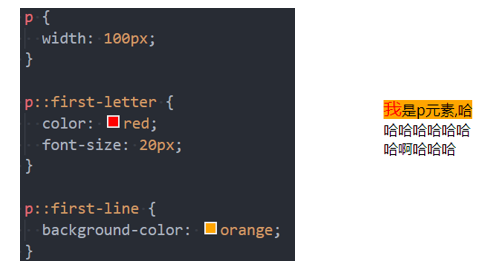 p {
  width: 100px;
}
p::first-letter {
  color: red;
  font-size: 20px;
}
p::first-line {
  background-color: orange;
}
我是p元素,哈
哈哈哈哈哈哈
哈啊哈哈哈